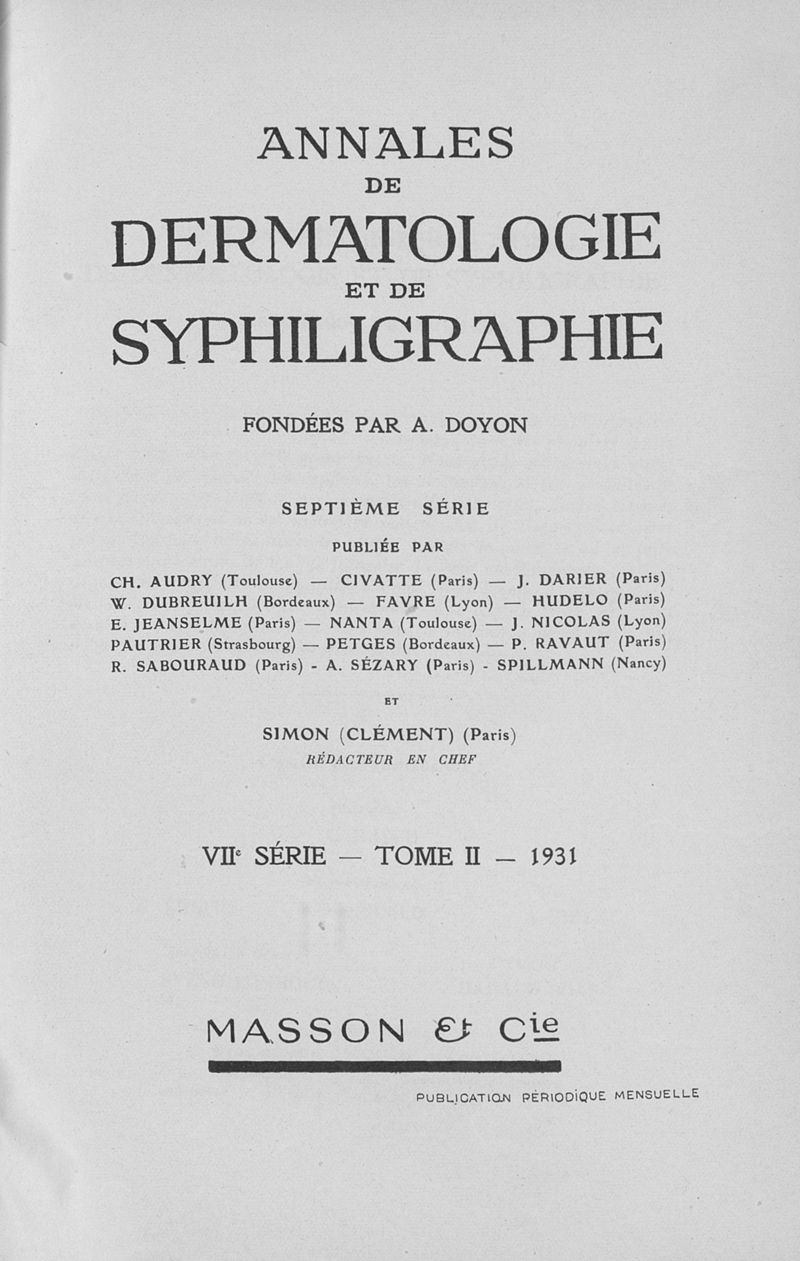 ANNALES
DE
DERMATOLOGIE
ET DE
SYPHILIGRAPHIE
FONDÉES PAR A. DOYON
SEPTIÈME SÉRIE
PUBLIÉE PAR
CH. AUDRY (Toulouse) — CIVATTE (Paris) — J. DARIER (Paris)
W. DUBREUILH (Bordeaux) — FAVRE (Lyon) — HUDELO (Paris)
E. JEANSELME (Paris) — NANTA (Toulouse) — J. NICOLAS (Lyon)
PAUTRIER (Strasbourg) — PETGES (Bordeaux) — P. RAVAUT (Paris)
R. SABOURAUD (Paris) - A. SÉZARY (Paris) - SPILLMANN (Nancy)
ET
SIMON (CLÉMENT) (Paris)
RÉDACTEUR EN CHEF
VIIe SÉRIE — TOME II — 1931
MASSON & Cie
PUBLICATION PÉRIODIQUE MENSUELLE